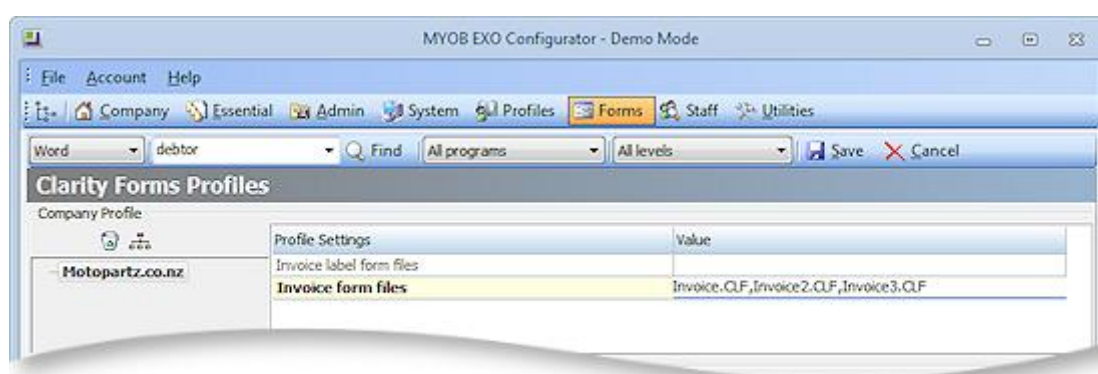 MYOB EXO Configurator - Demo Mode
File Account Help
Company Essential Admin System Profiles Forms Staff Utilities
Word debtor Find All programs All levels Save Cancel
Clarity Forms Profiles
Company Profile
Profile Settings Value
Motopartz.co.nz Invoice label form files
Invoice form files Invoice.CLF,Invoice2.CLF,Invoice3.CLF